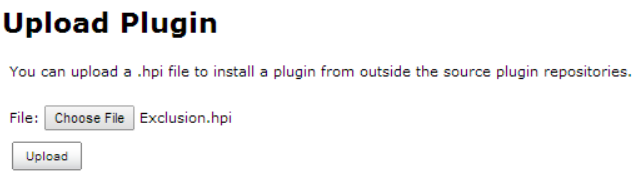 Upload Plugin
You can upload a .hpi file to install a plugin from outside the source plugin repositories.
File: Choose File Exclusion.hpi
Upload